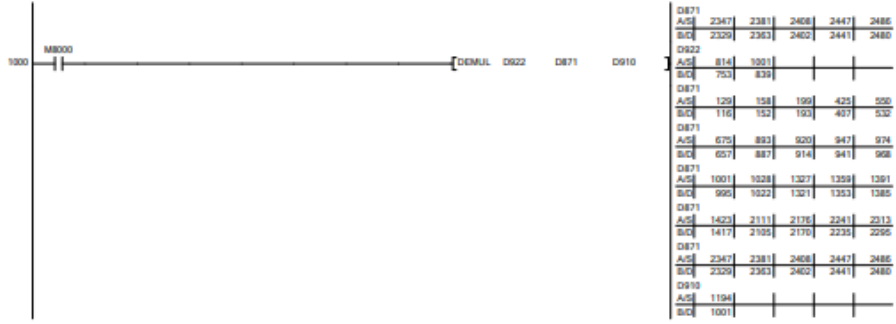 D871
A/S 2347 2381 2408 2447 2486
B/D 2329 2363 2402 2441 2480
M8000
1000 [DEMUL D922 D871 D910 ]
D922
A/S 814 1001
B/D 753 839
D871
A/S 129 158 199 425 550
B/D 116 152 193 407 532
D871
A/S 675 893 920 947 974
B/D 657 887 914 941 968
D871
A/S 1001 1028 1327 1359 1391
B/D 995 1022 1321 1353 1385
D871
A/S 1423 2111 2176 2241 2313
B/D 1417 2105 2170 2235 2295
D871
A/S 2347 2381 2408 2447 2486
B/D 2329 2363 2402 2441 2480
D910
A/S 1194
B/D 1001